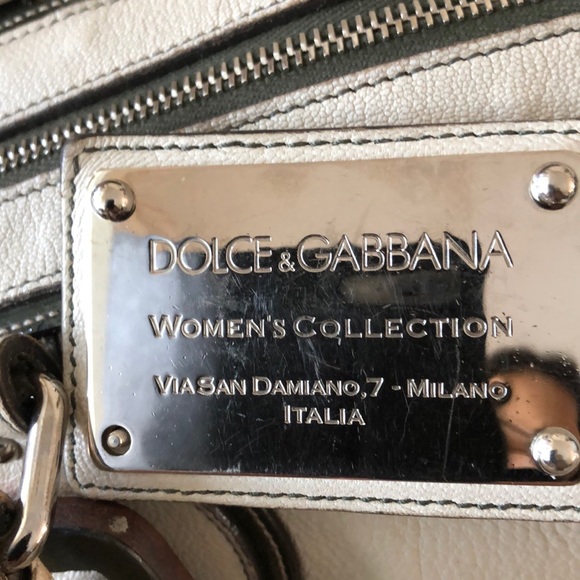 DOLCE & GABBANA
WOMEN'S COLLECTION
VIA SAN DAMIANO, 7 - MILANO
ITALIA